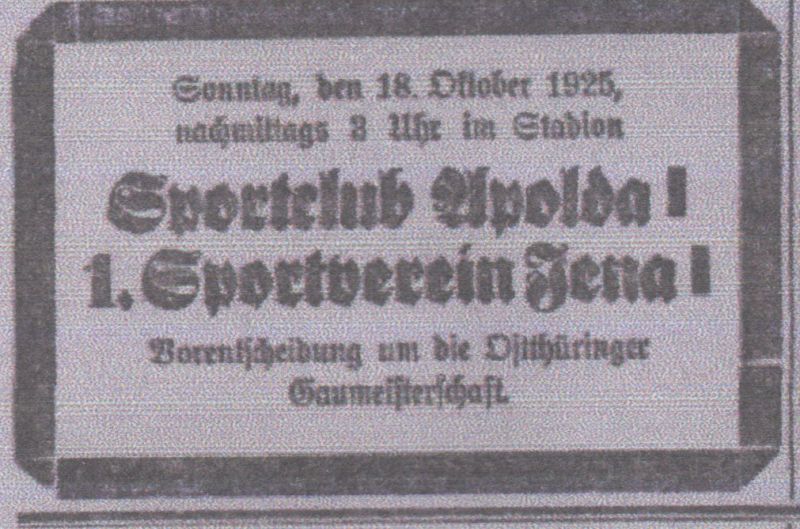 Sonntag, den 18. Oktober 1925,
nachmittags 3 Uhr im Stadion
Sportclub Apolda I
1. Sportverein Jena I
Vorentscheidung um die Ostthüringer
Gaumeisterschaft.